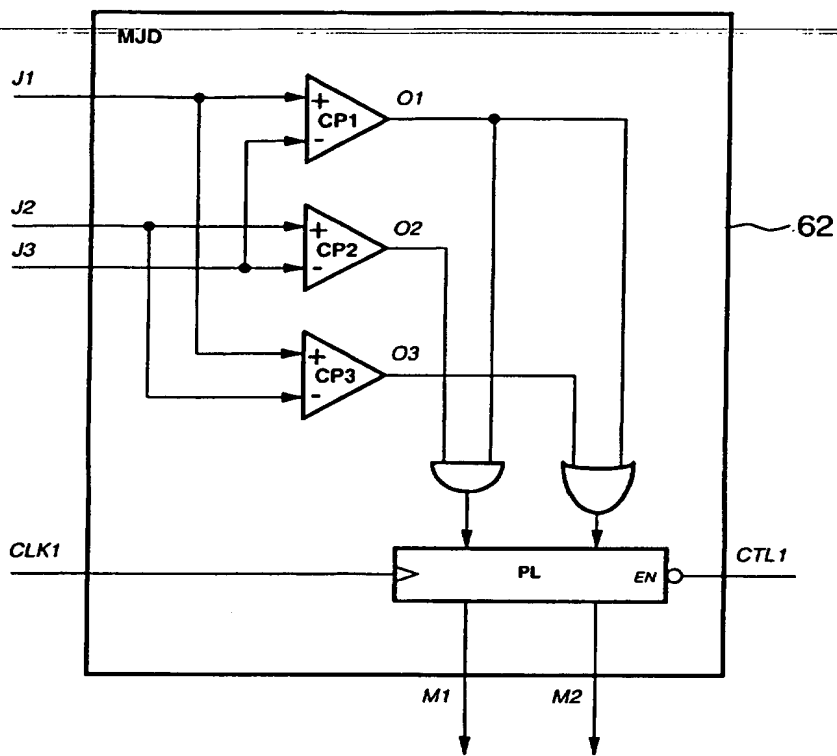 MJD
J1
+
CP1
-
O1
J2
+
CP2
-
O2
J3
62
+
CP3
-
O3
CLK1
PL
EN
CTL1
M1
M2